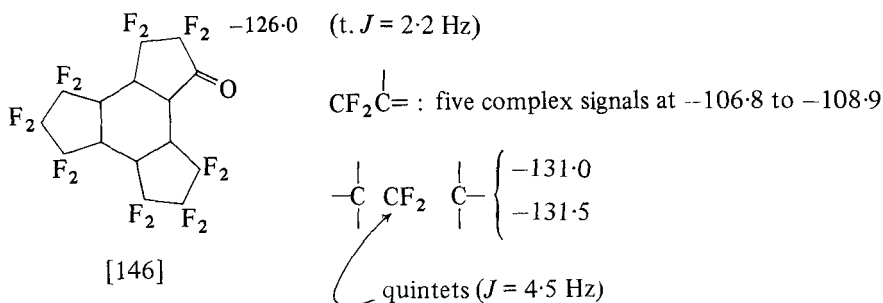 F₂ F₂ −126·0 (t. J = 2·2 Hz)
F₂ O
CF₂C= : five complex signals at −106·8 to −108·9
F₂
F₂ F₂
−C CF₂ C− { −131·0
−131·5
F₂ F₂
[146]
quintets (J = 4·5 Hz)